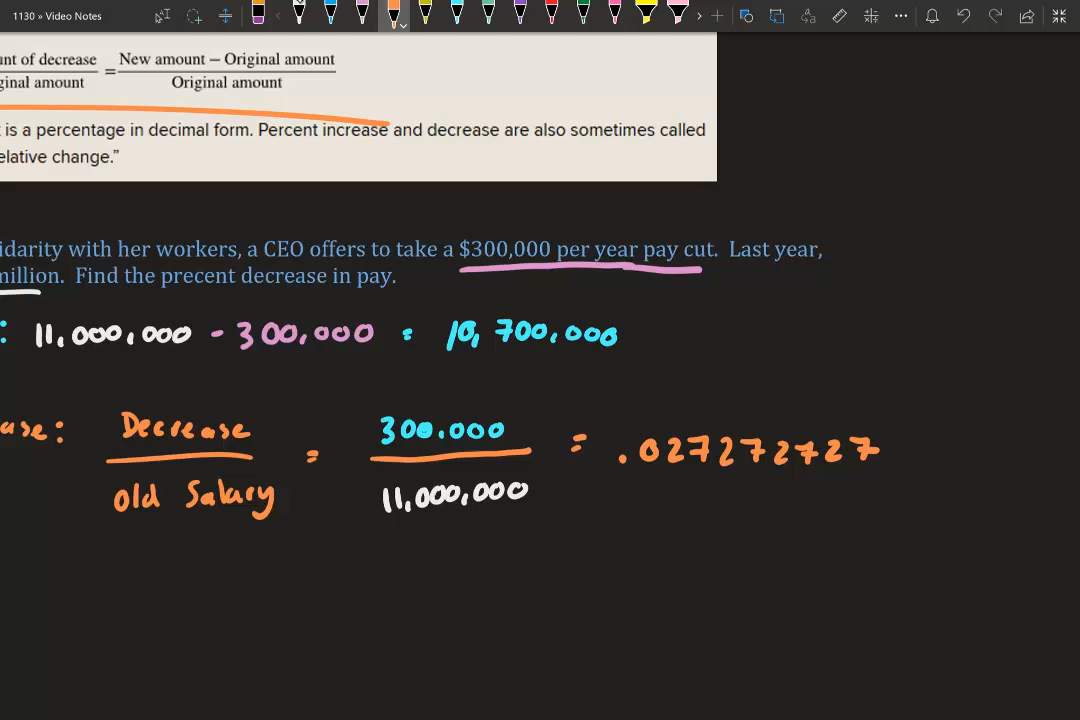 1130 » Video Notes
unt of decrease = New amount – Original amount
ginal amount Original amount
t is a percentage in decimal form. Percent increase and decrease are also sometimes called
elative change.”
idarity with her workers, a CEO offers to take a $300,000 per year pay cut. Last year,
million. Find the precent decrease in pay.
: 11,000,000 - 300,000 = 10,700,000
ase: Decrease = 300.000 = .027272727
Old Salary 11,000,000